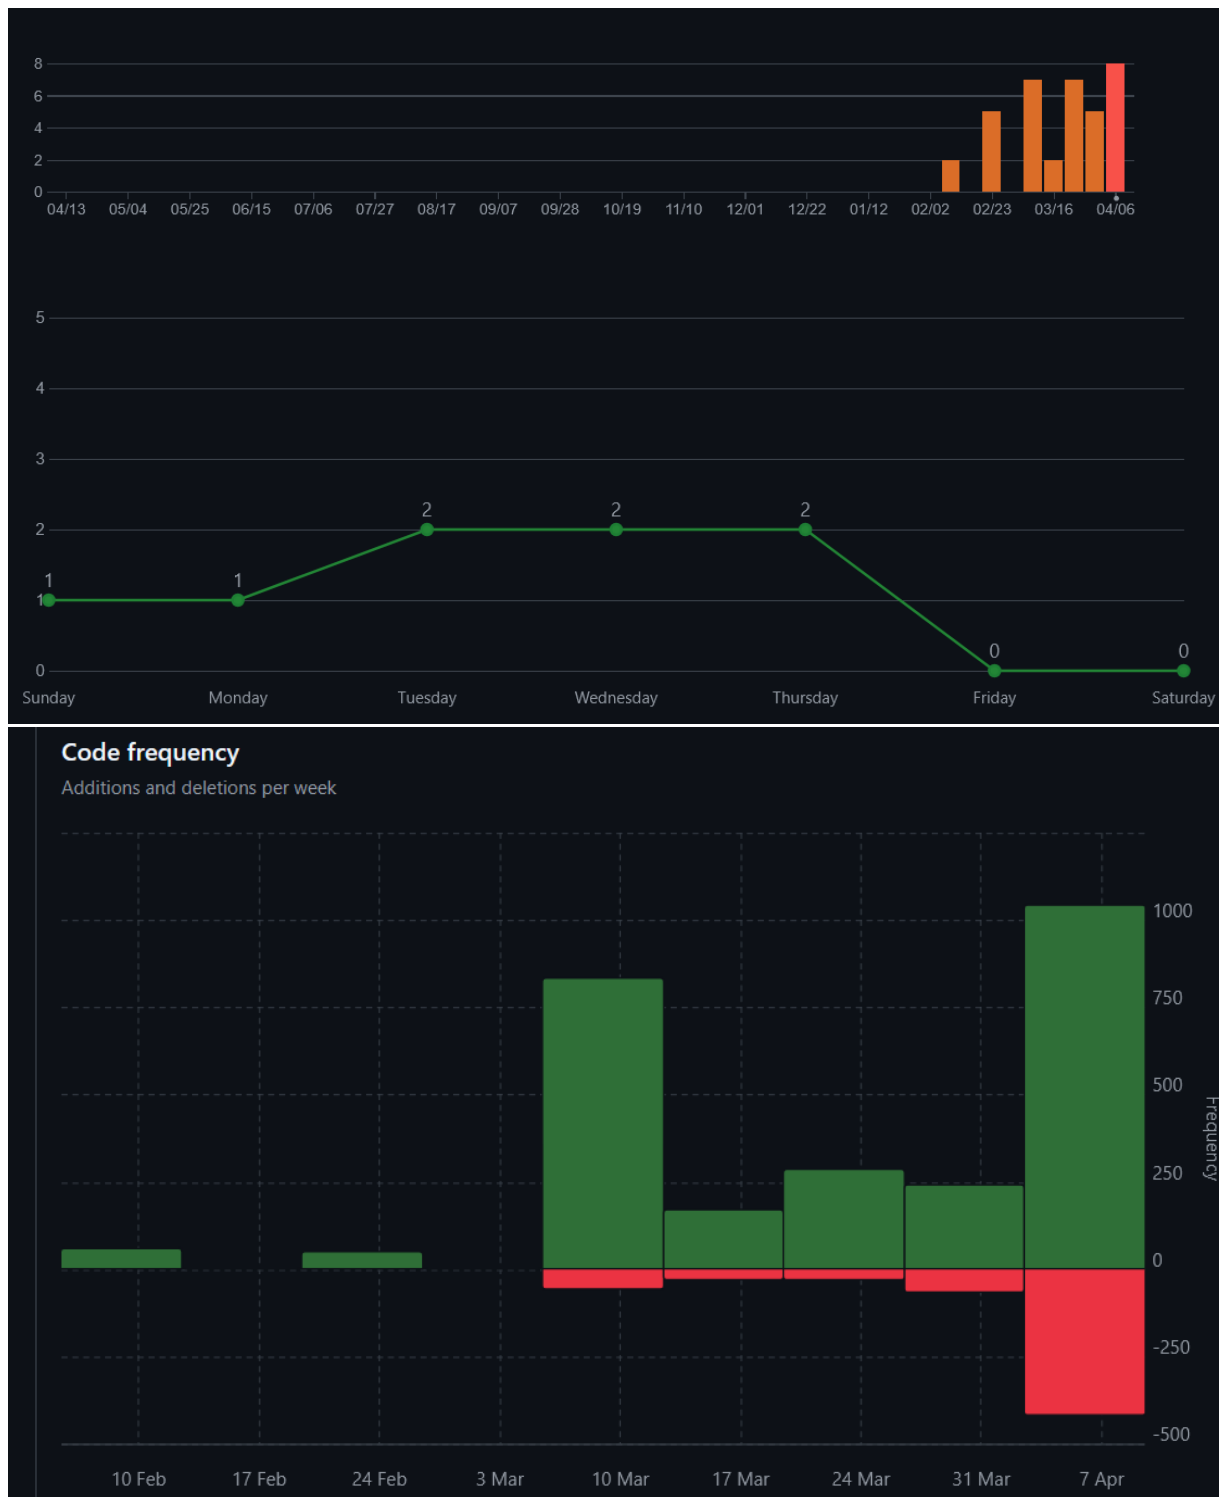 8
6
4
2
0
04/13 05/04 05/25 06/15 07/06 07/27 08/17 09/07 09/28 10/19 11/10 12/01 12/22 01/12 02/02 02/23 03/16 04/06
5
4
3
2 2 2 2
1 1 1
0 0 0
Sunday Monday Tuesday Wednesday Thursday Friday Saturday
Code frequency
Additions and deletions per week
1000
750
500
250
0
-250
-500
Frequency
10 Feb 17 Feb 24 Feb 3 Mar 10 Mar 17 Mar 24 Mar 31 Mar 7 Apr